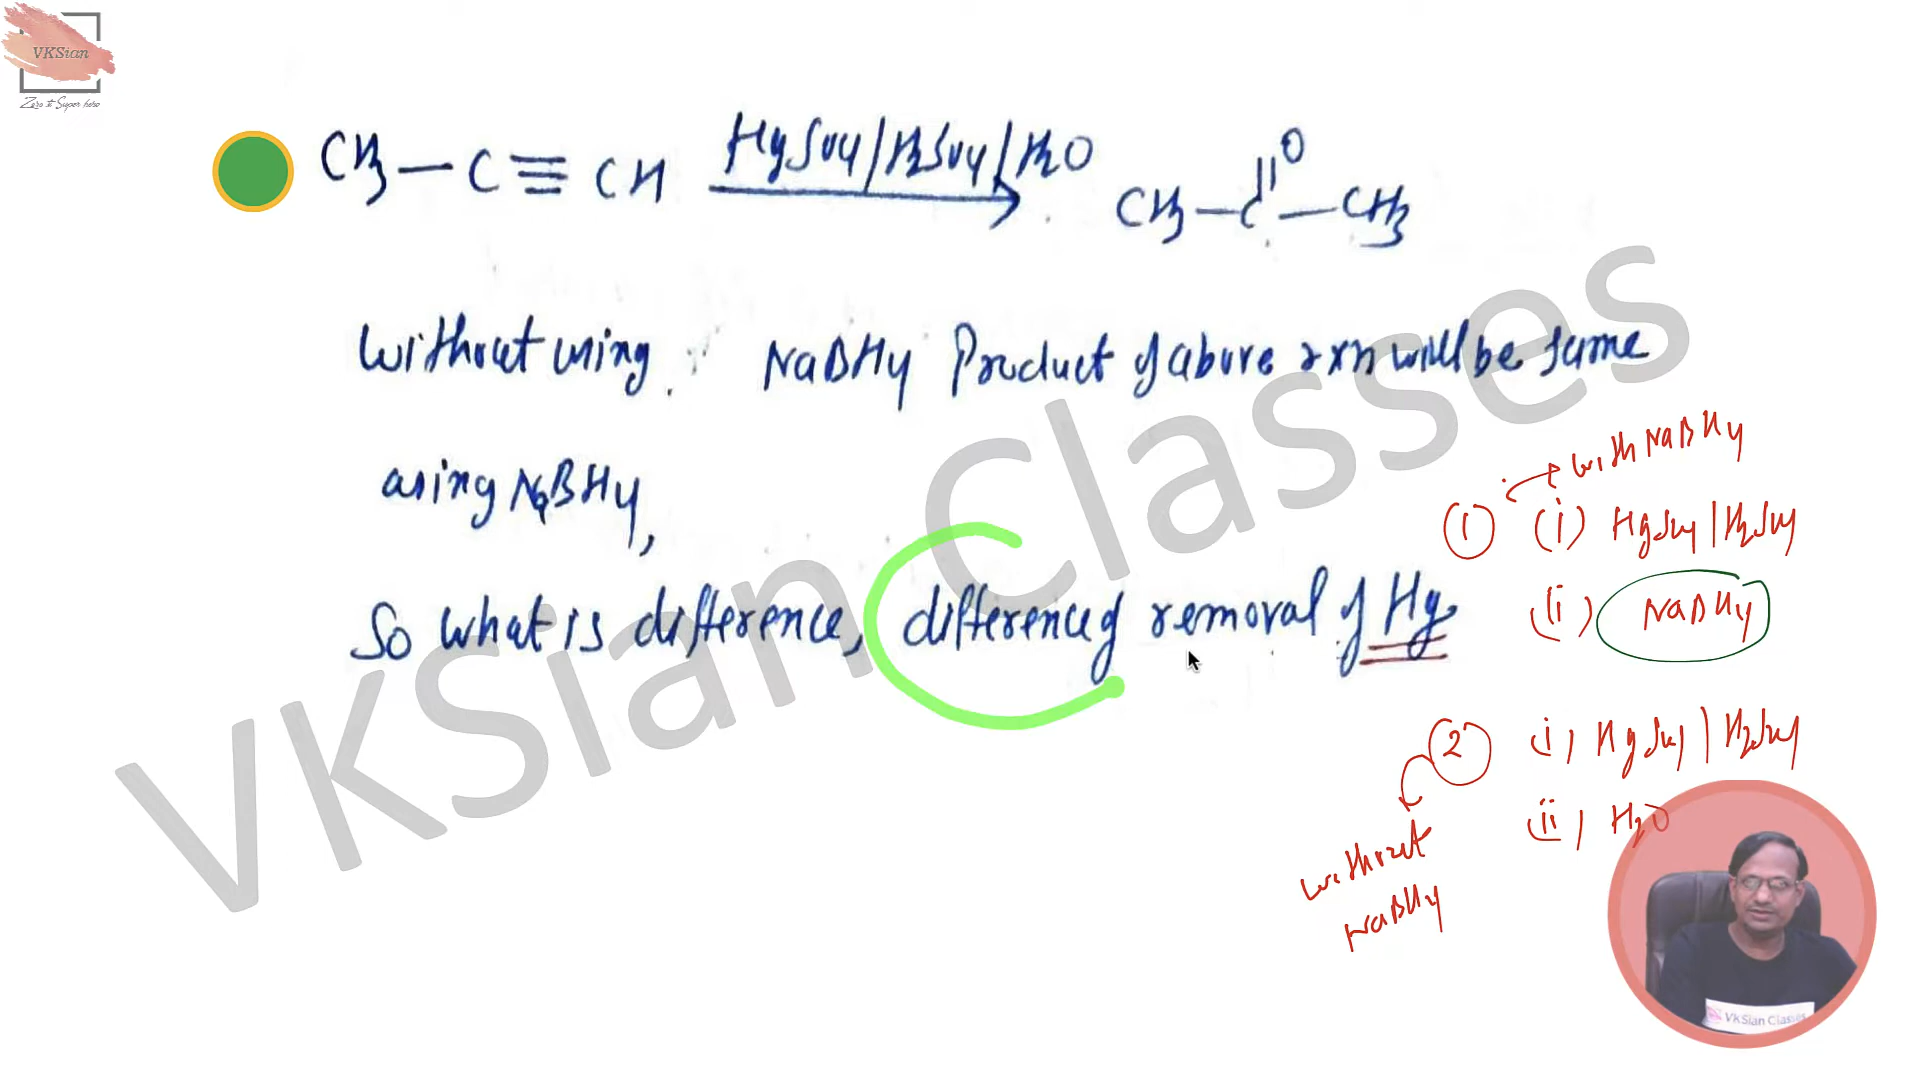 VKSian
Zero to Super hero
CH3 — C ≡ CH HgSO4/H2SO4/H2O CH3 — C — CH3
O
without using NaBH4 Product of above rxn will be same
using NaBH4,
So what is difference, difference of removal of Hg
with NaBH4
1 (i) HgSO4 | H2SO4
(ii) NaBH4
2 (i) HgSO4 | H2SO4
(ii) H2O
without
NaBH4
VKSian Classes
VKSian Classes